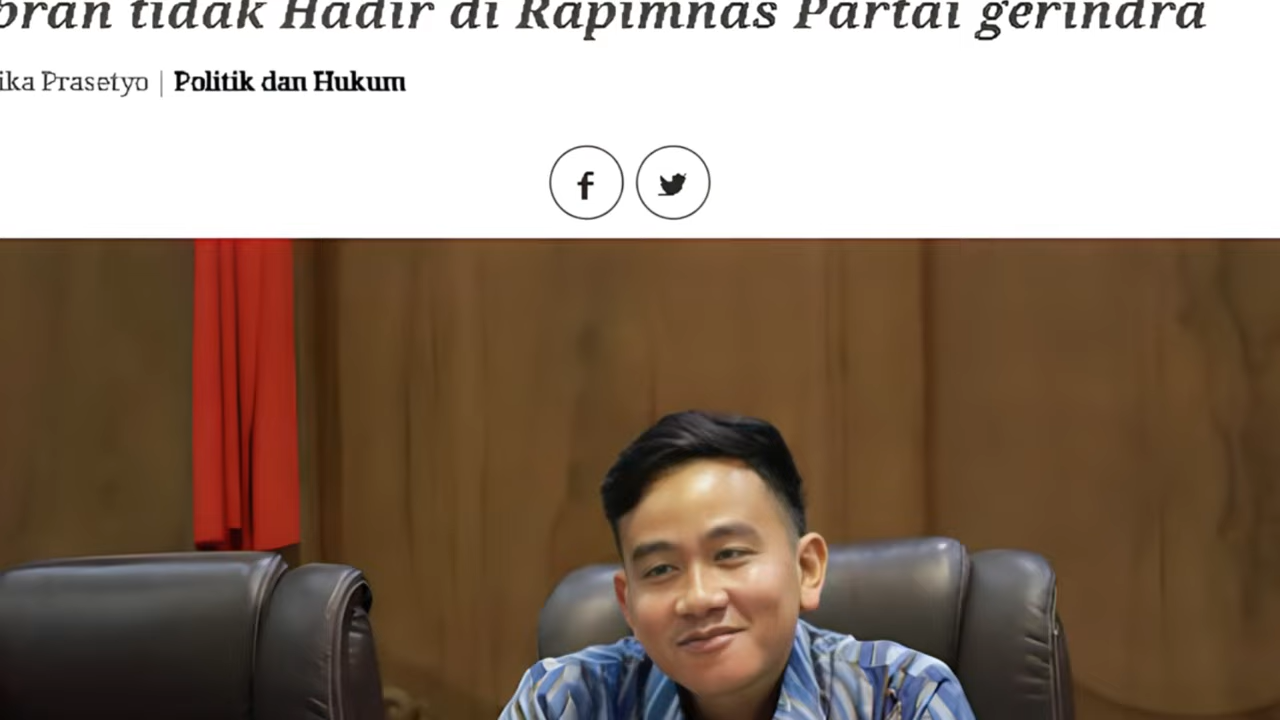 bran tidak Hadir di Rapimnas Partai gerindra
ika Prasetyo | Politik dan Hukum
f